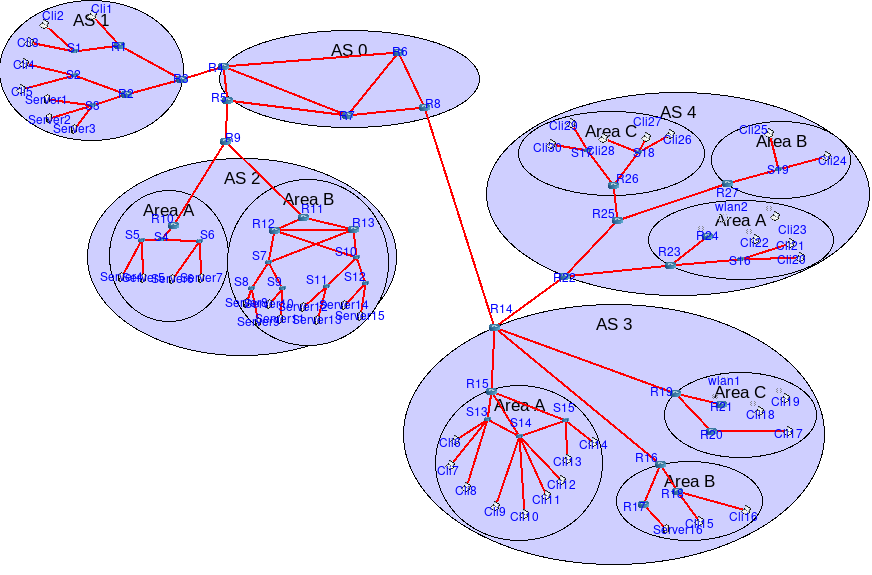 AS 1
Cli1
Cli2
Cli3
S1
R1
Cli4
S2
Cli5
Server1
S3
R2
Server2
Server3
R3
AS 0
R4
R6
R5
R7
R8
R9
AS 2
Area A
R10
S5
S4
S6
Server5
Server6
Server7
Area B
R11
R12
R13
S7
S10
S8
S9
S11
S12
Server9
Server10
Server11
Server12
Server13
Server14
Server15
AS 4
Area C
Cli29
Cli27
Cli30
S17
Cli28
S18
Cli26
R26
Area B
Cli25
S19
Cli24
R27
wlan2
R25
Area A
R24
Cli23
Cli22
Cli21
R23
S16
Cli20
R22
R14
AS 3
R15
Area A
S13
S14
S15
Cli6
Cli7
Cli8
Cli9
Cli10
Cli11
Cli12
Cli13
Cli14
R19
wlan1
Area C
R21
Cli19
Cli18
R20
Cli17
R16
Area B
R18
R17
Server16
Cli15
Cli16